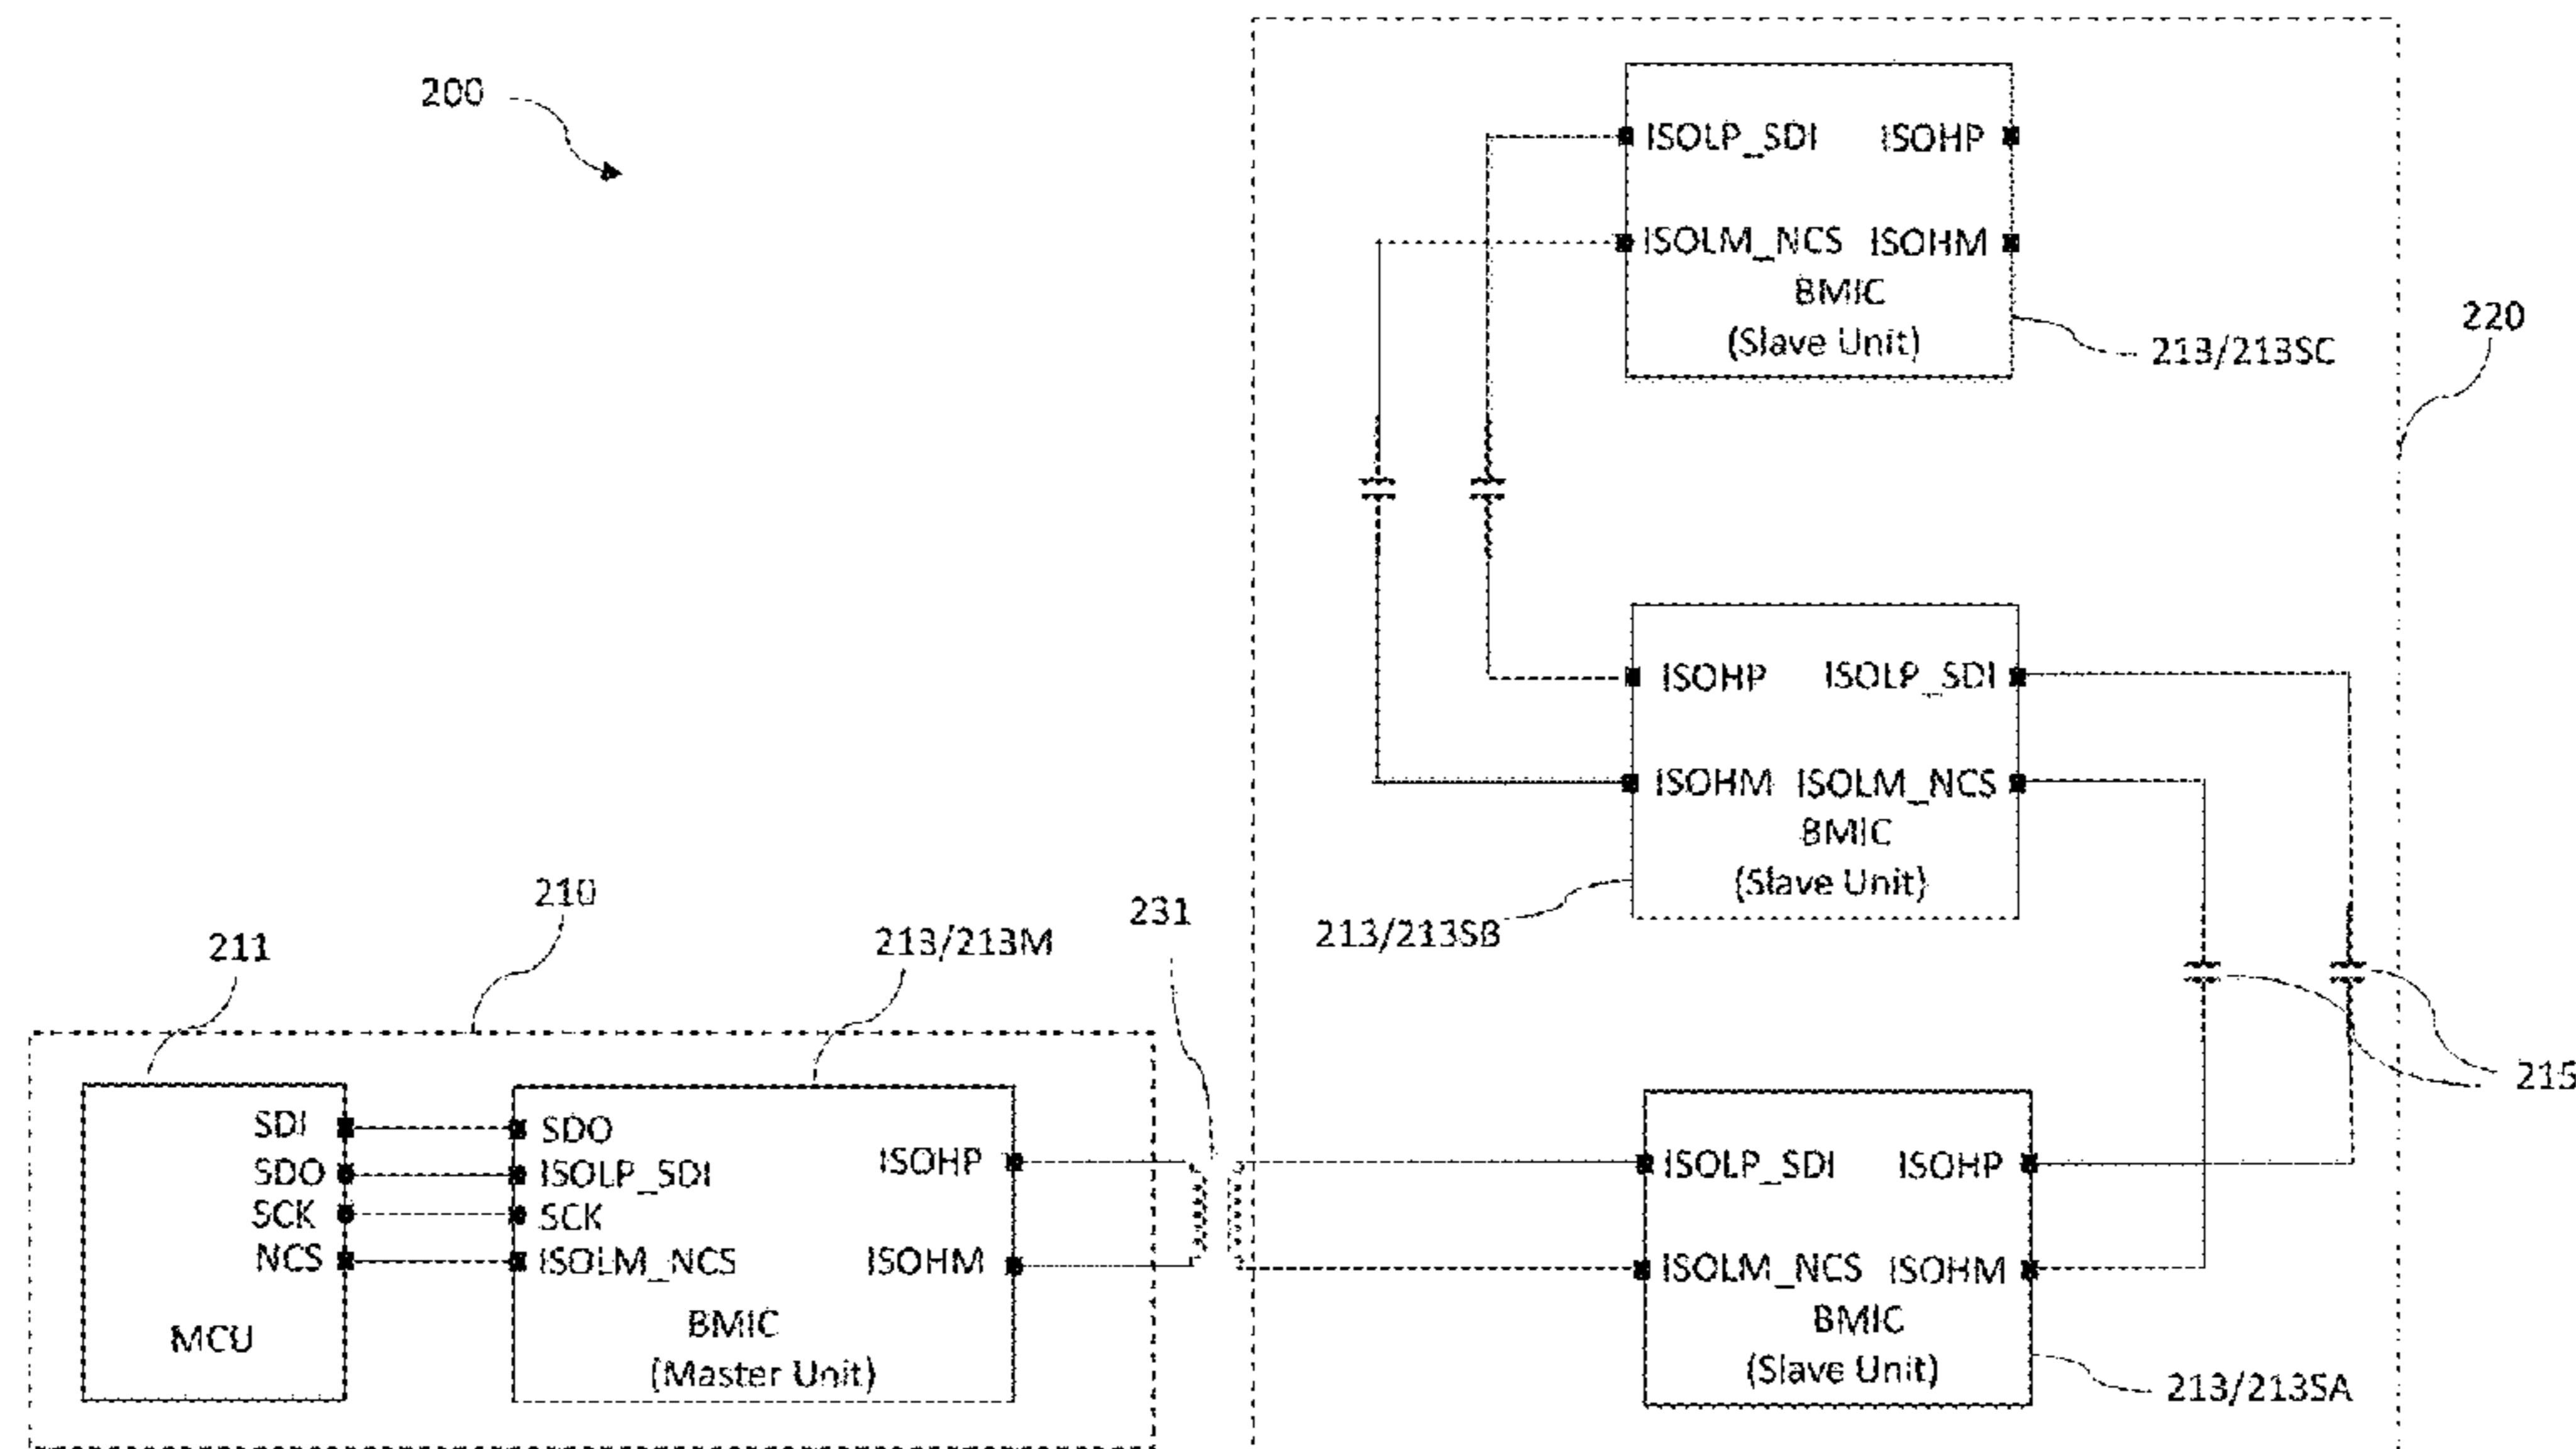 200
ISOLP_SDI ISOHP
ISOLM_NCS ISOHM
BMIC
(Slave Unit)
213/213SC
220
ISOHP ISOLP_SDI
ISOHM ISOLM_NCS
BMIC
(Slave Unit)
213/213SB
215
210
211
213/213M
231
SDI
SDO
SCK
NCS
MCU
SDO
ISOLP_SDI
SCK
ISOLM_NCS
ISOHP
ISOHM
BMIC
(Master Unit)
ISOLP_SDI ISOHP
ISOLM_NCS ISOHM
BMIC
(Slave Unit)
213/213SA